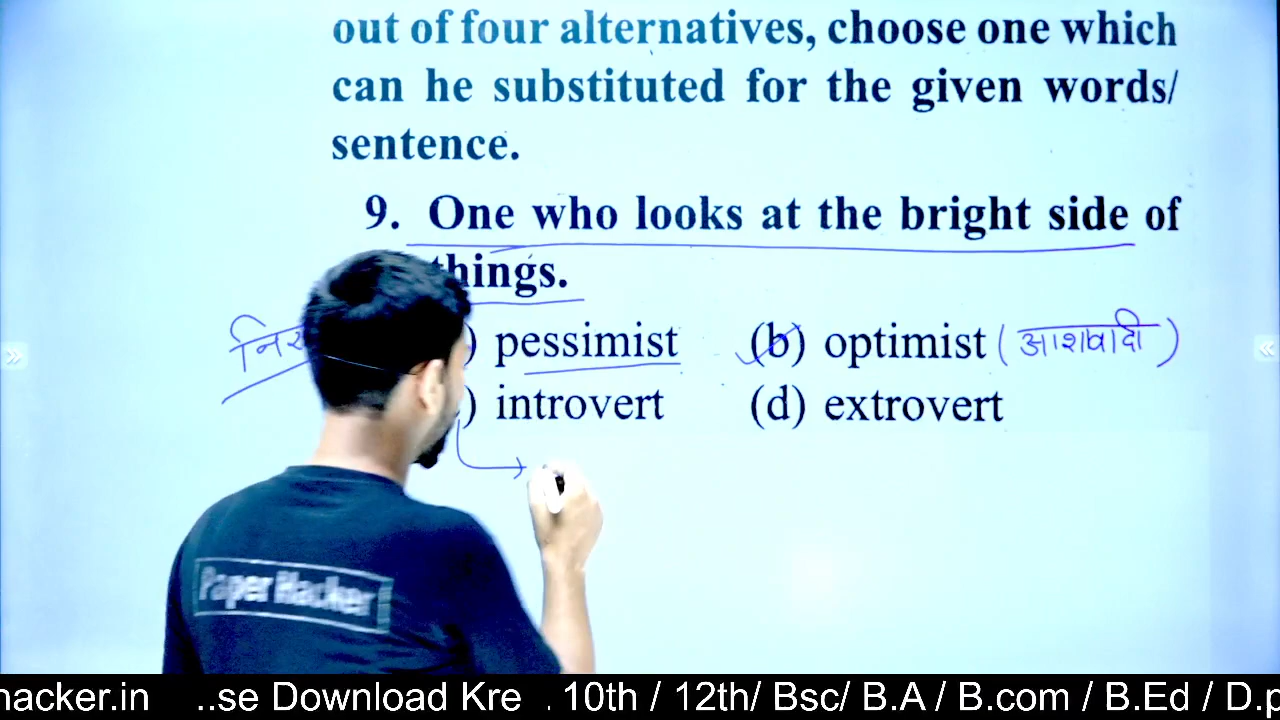 out of four alternatives, choose one which
can he substituted for the given words/
sentence.
9. One who looks at the bright side of
things.
) pessimist (b) optimist (आशावादी)
) introvert (d) extrovert
Paper Hacker
hacker.in ..se Download Kre . 10th / 12th/ Bsc/ B.A / B.com / B.Ed / D.p